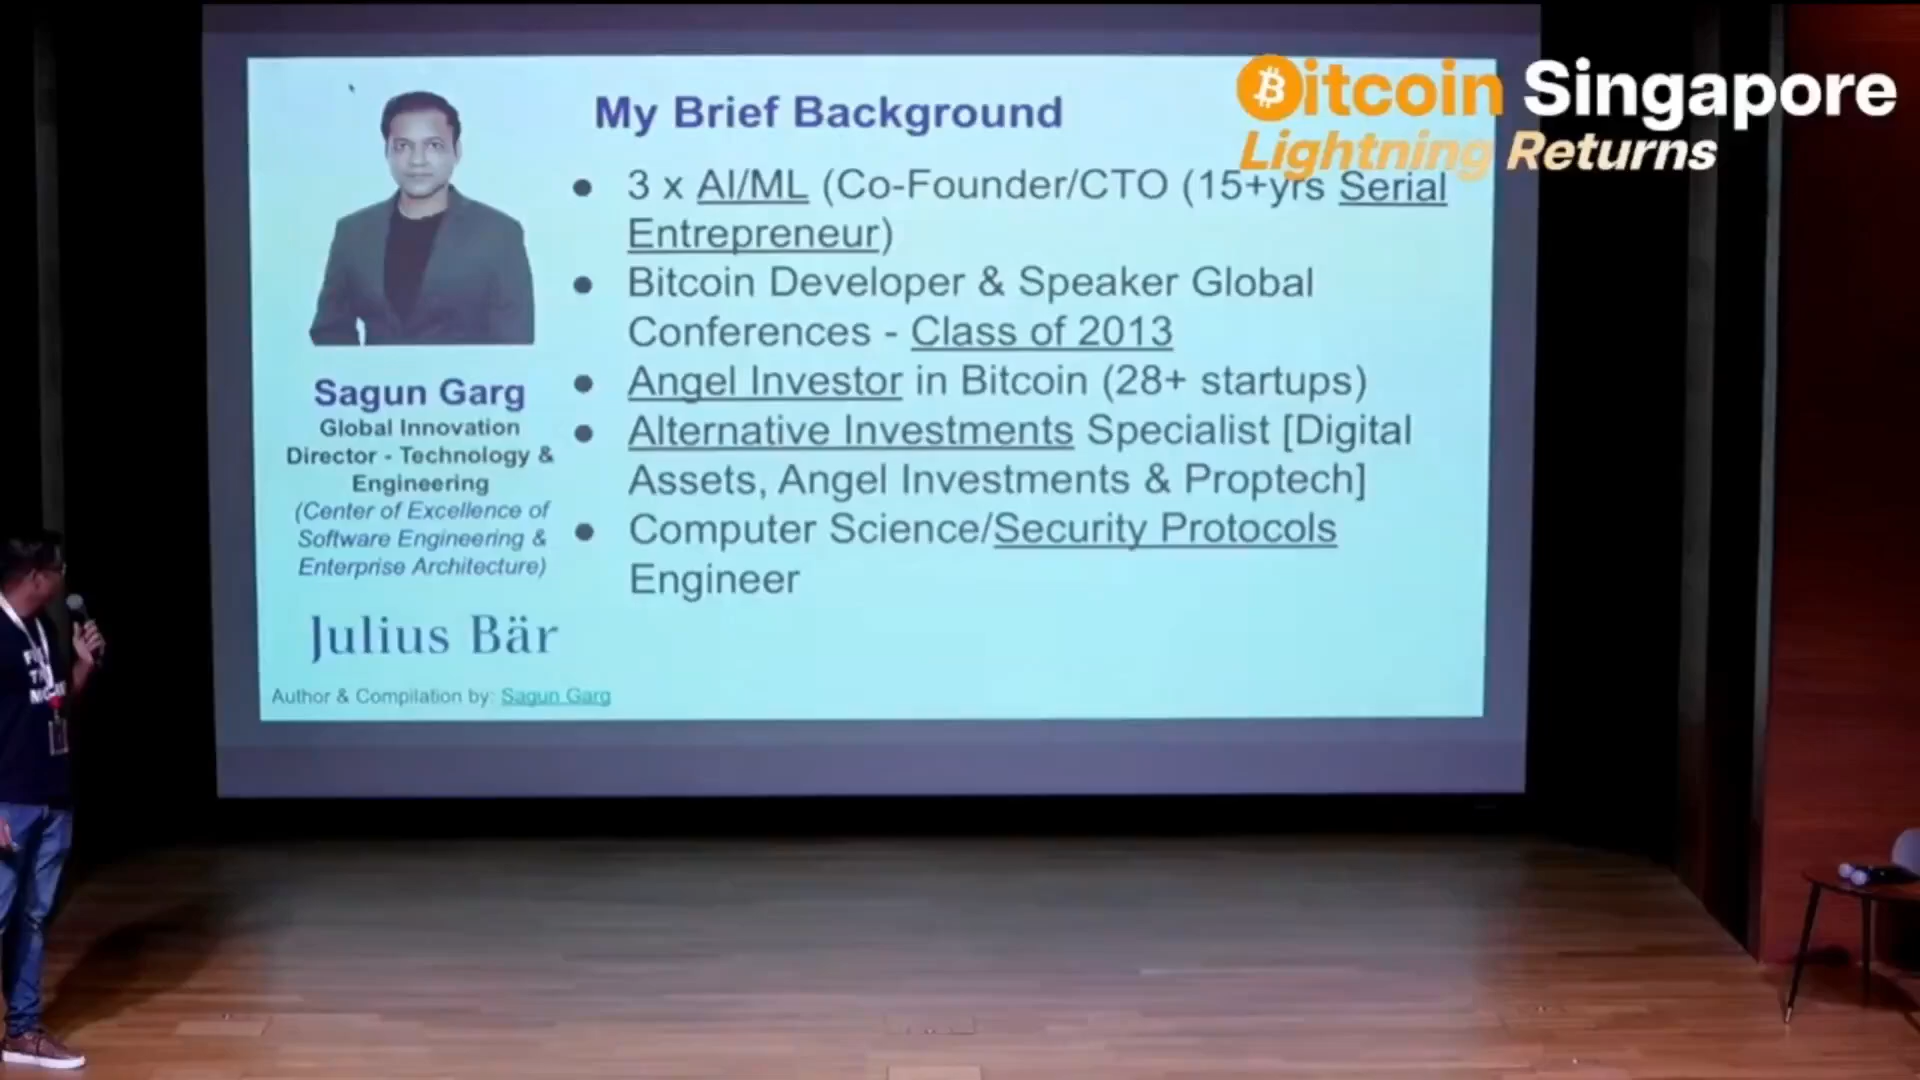 Bitcoin Singapore
Lightning Returns
My Brief Background
3 x AI/ML (Co-Founder/CTO (15+yrs Serial
Entrepreneur)
Bitcoin Developer & Speaker Global
Conferences - Class of 2013
Angel Investor in Bitcoin (28+ startups)
Alternative Investments Specialist [Digital
Assets, Angel Investments & Proptech]
Computer Science/Security Protocols
Engineer
Sagun Garg
Global Innovation
Director - Technology &
Engineering
(Center of Excellence of
Software Engineering &
Enterprise Architecture)
Julius Bär
Author & Compilation by: Sagun Garg